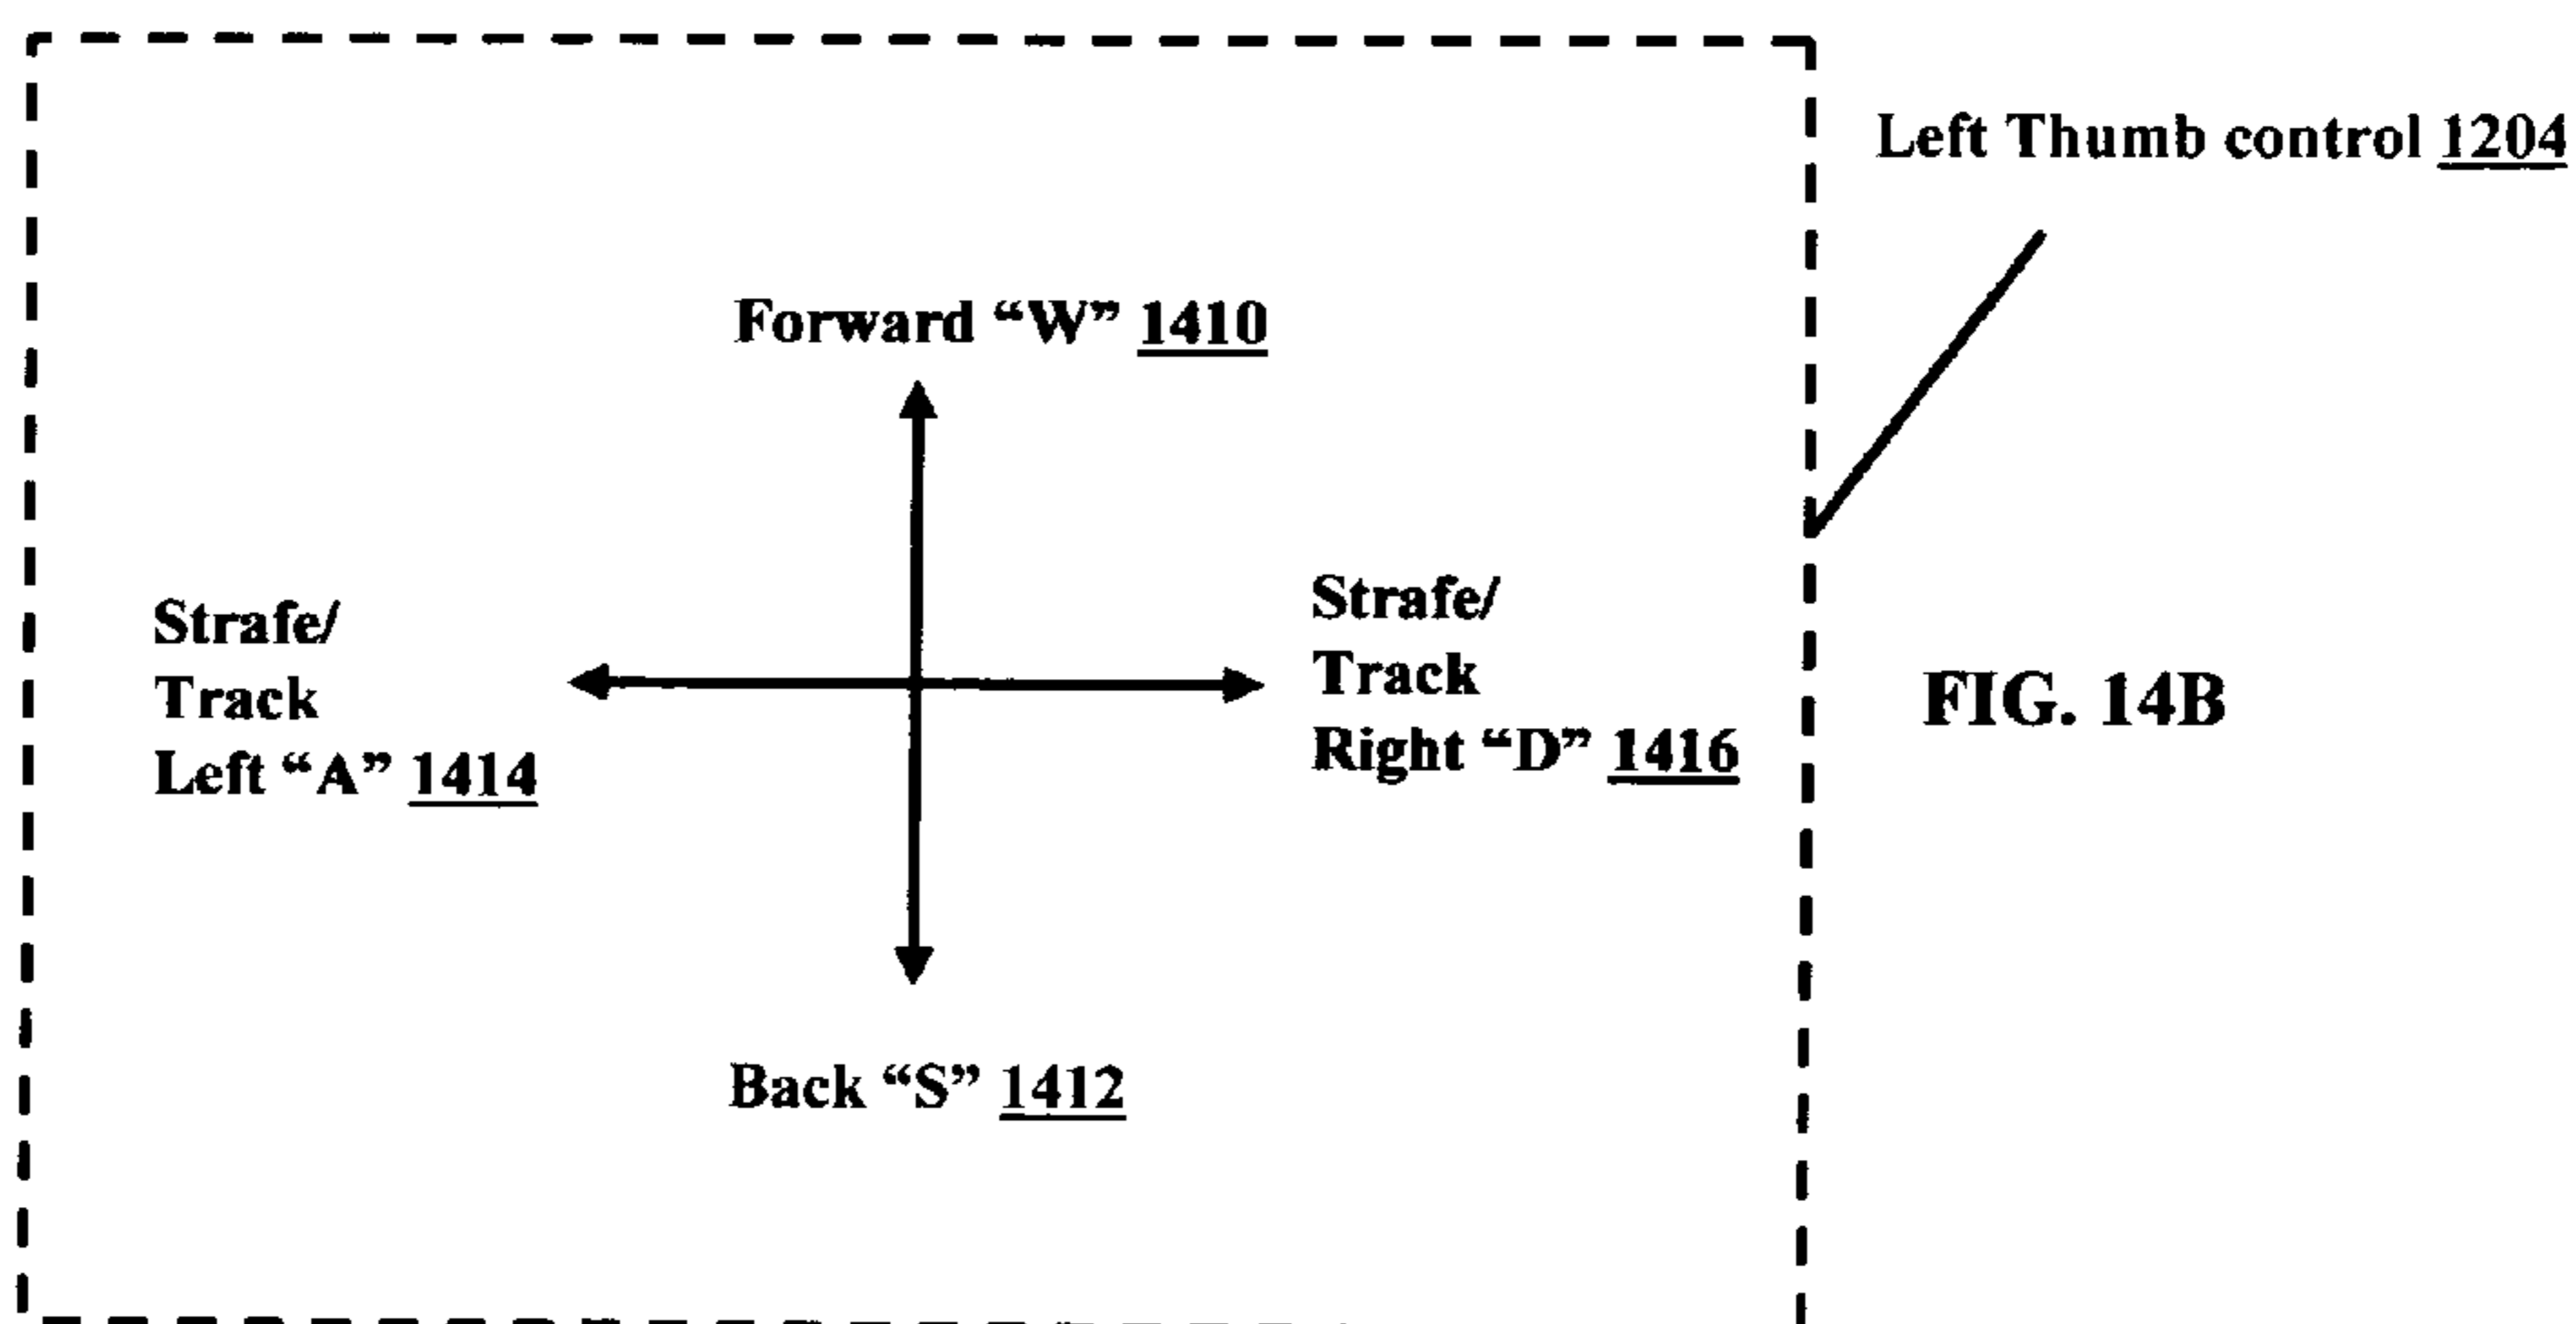 Left Thumb control 1204
Forward “W” 1410
Strafe/
Track
Left “A” 1414
Strafe/
Track
Right “D” 1416
FIG. 14B
Back “S” 1412